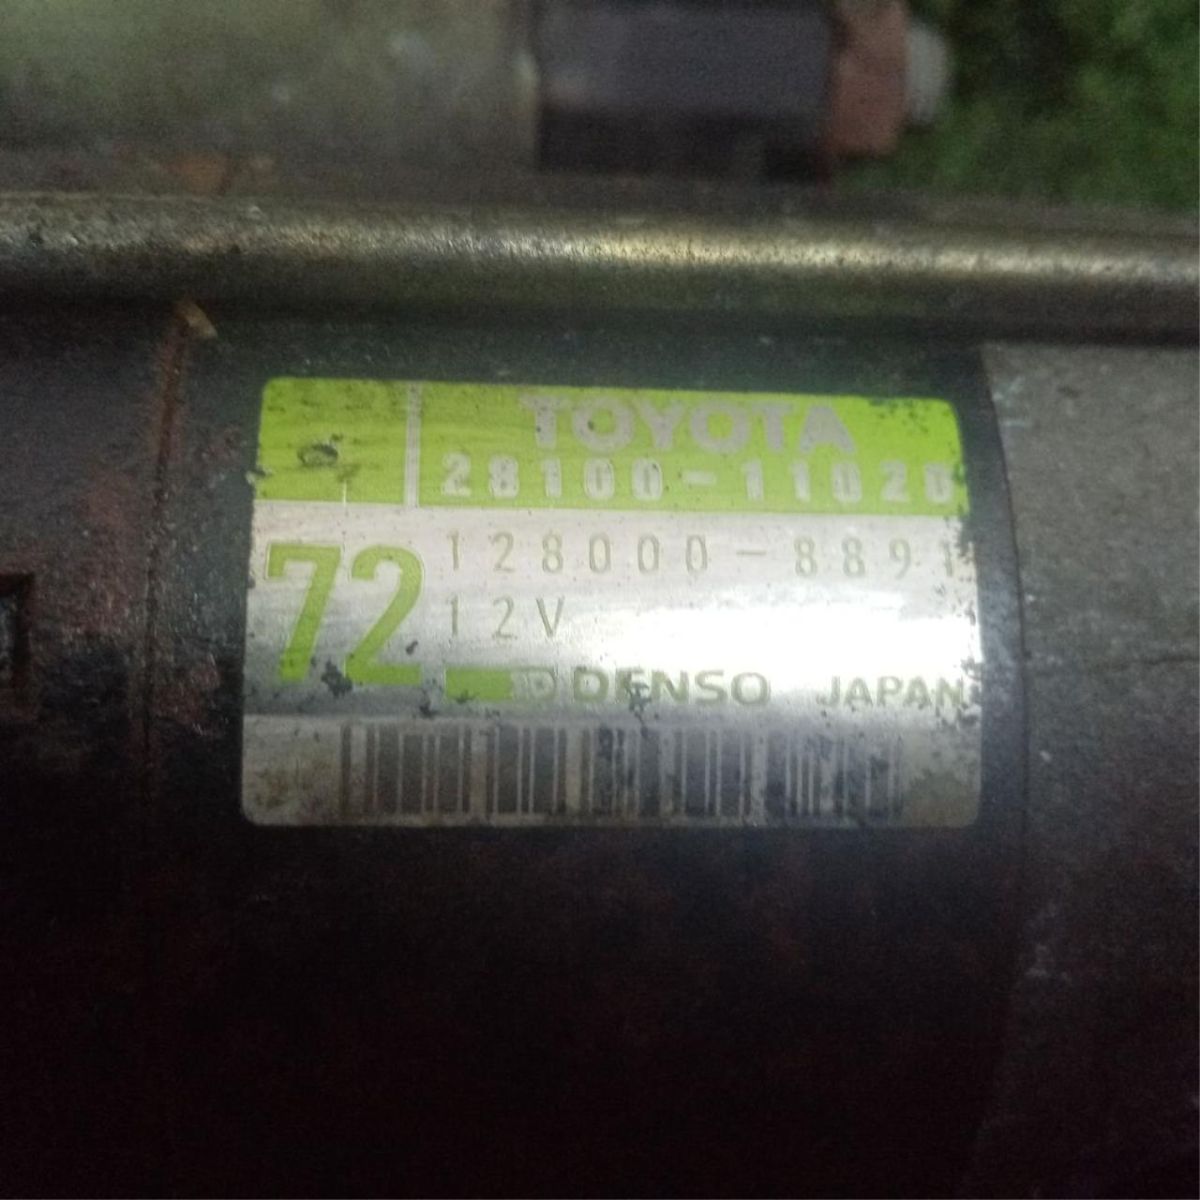 TOYOTA
28100-11020
72
128000-8891
12V
DENSO JAPAN